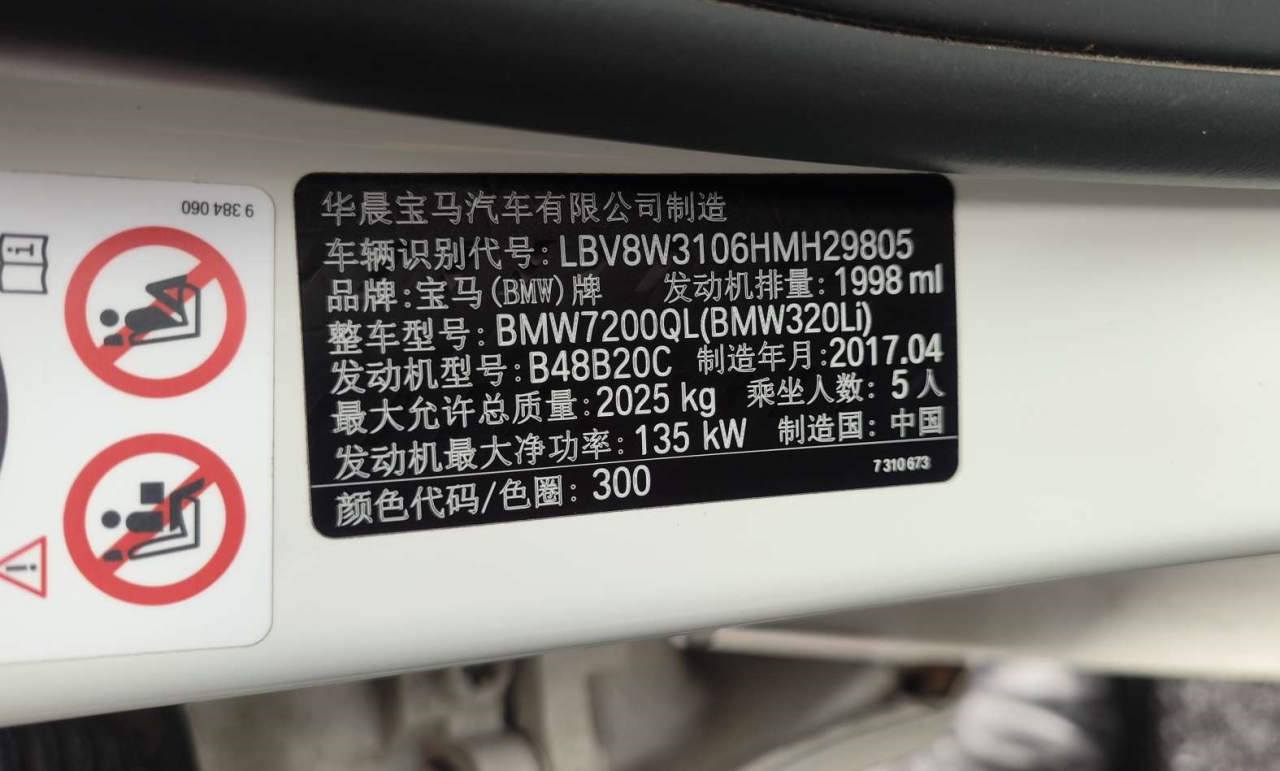 9 384 060
华晨宝马汽车有限公司制造
车辆识别代号: LBV8W3106HMH29805
品牌:宝马(BMW)牌 发动机排量: 1998 ml
整车型号: BMW7200QL(BMW320Li)
发动机型号: B48B20C 制造年月:2017.04
最大允许总质量: 2025 kg 乘坐人数: 5 人
发动机最大净功率: 135 kW 制造国: 中国
7 310 673
颜色代码/色圈: 300